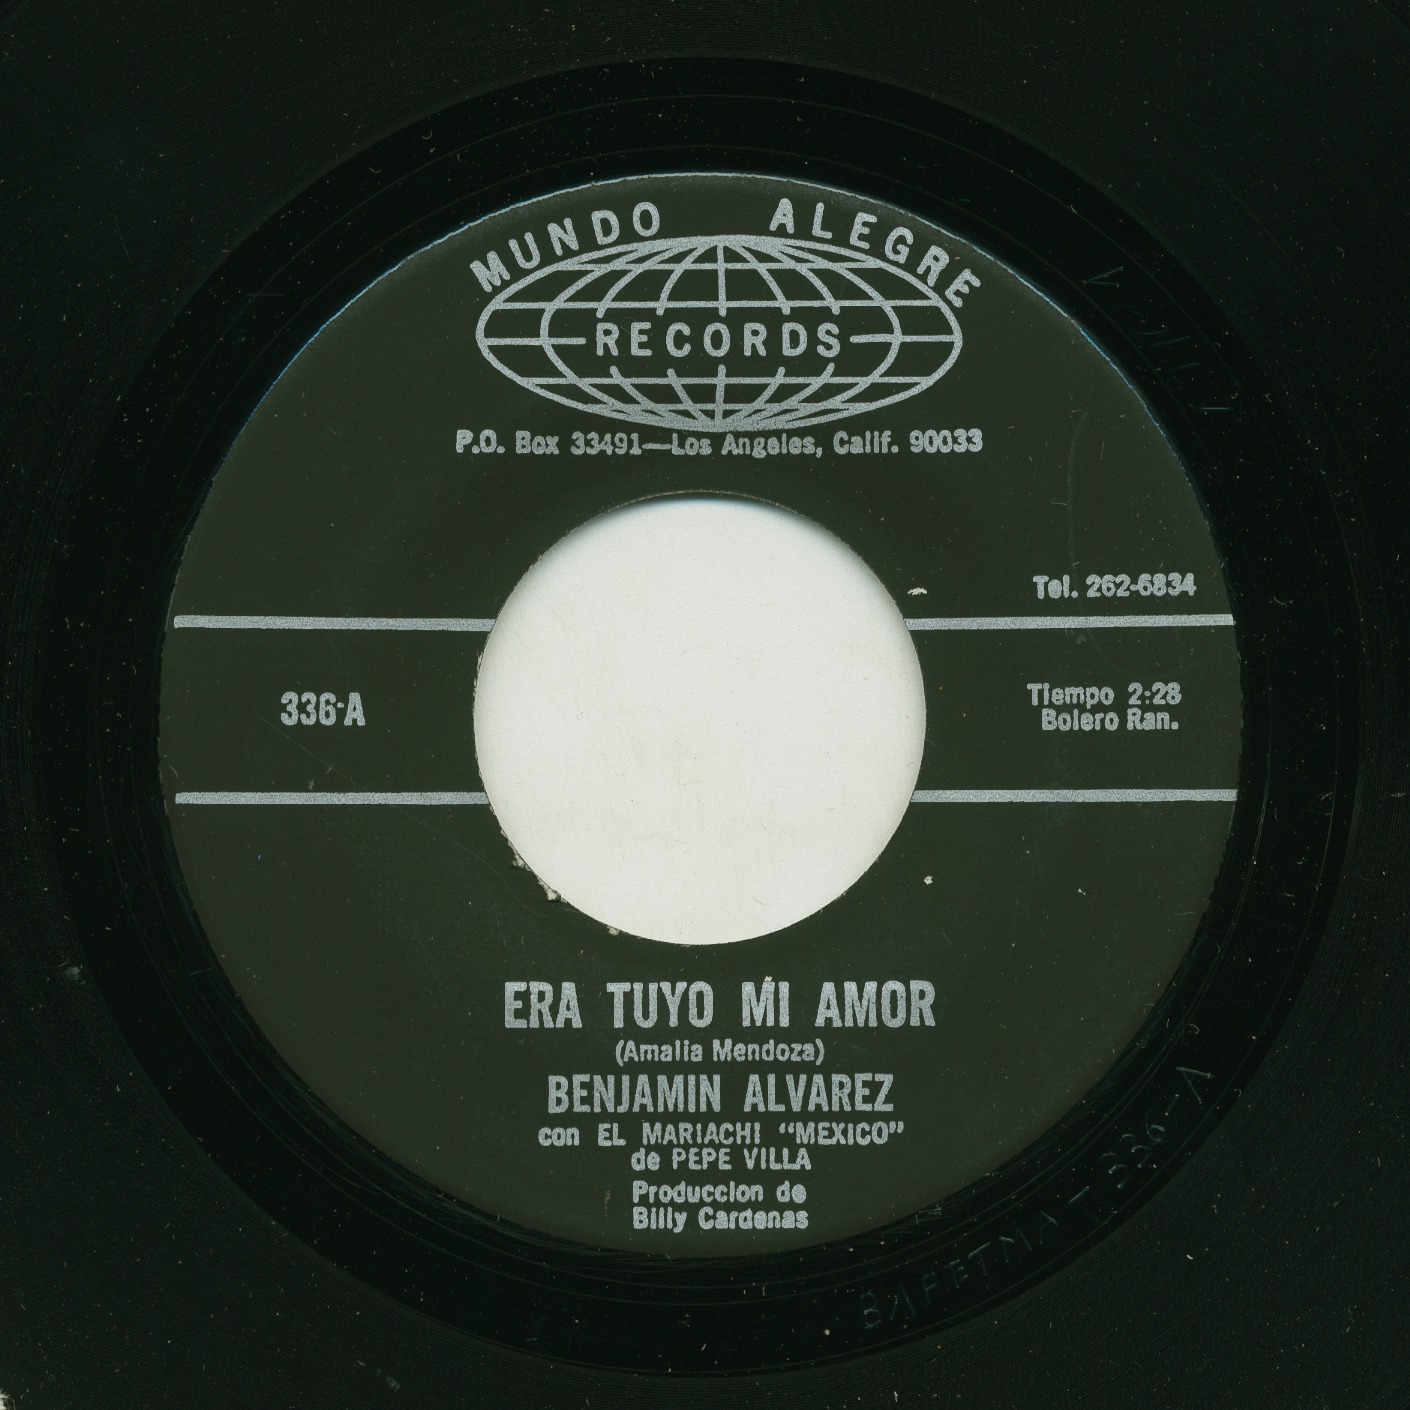 MUNDO ALEGRE
RECORDS
P.O. Box 33491—Los Angeles, Calif. 90033
Tel. 262-6834
336-A
Tiempo 2:28
Bolero Ran.
ERA TUYO MI AMOR
(Amalia Mendoza)
BENJAMIN ALVAREZ
con EL MARIACHI “MEXICO”
de PEPE VILLA
Produccion de
Billy Cardenas
336-A